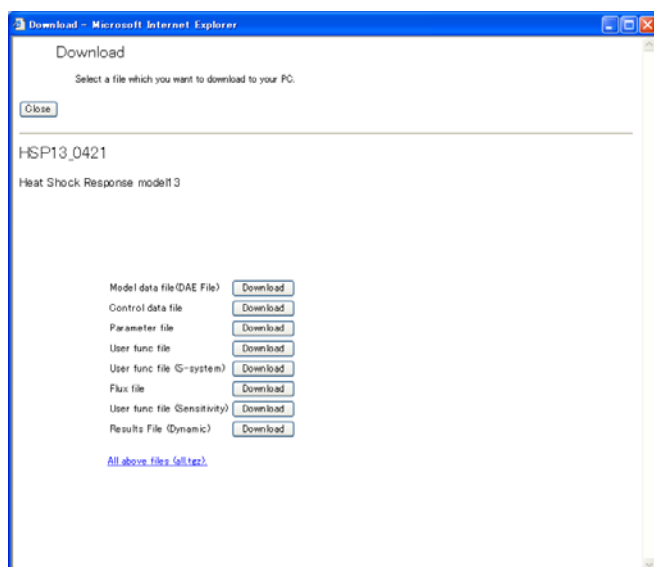 Download - Microsoft Internet Explorer
Download
Select a file which you want to download to your PC.
Close
HSP13_0421
Heat Shock Response model13
Model data file(DAE File) Download
Control data file Download
Parameter file Download
User func file Download
User func file (S-system) Download
Flux file Download
User func file (Sensitivity) Download
Results File (Dynamic) Download
All above files (all.tgz).